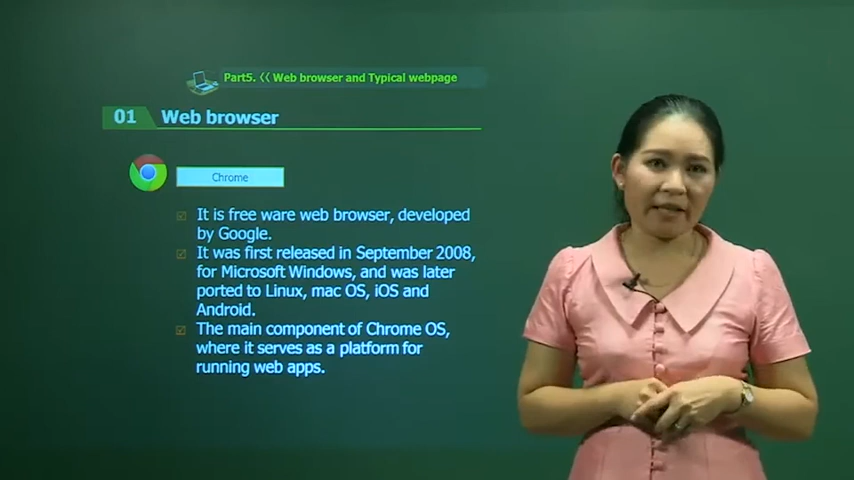 Part5. 《 Web browser and Typical webpage
01 Web browser
Chrome
It is free ware web browser, developed
by Google.
It was first released in September 2008,
for Microsoft Windows, and was later
ported to Linux, mac OS, iOS and
Android.
The main component of Chrome OS,
where it serves as a platform for
running web apps.